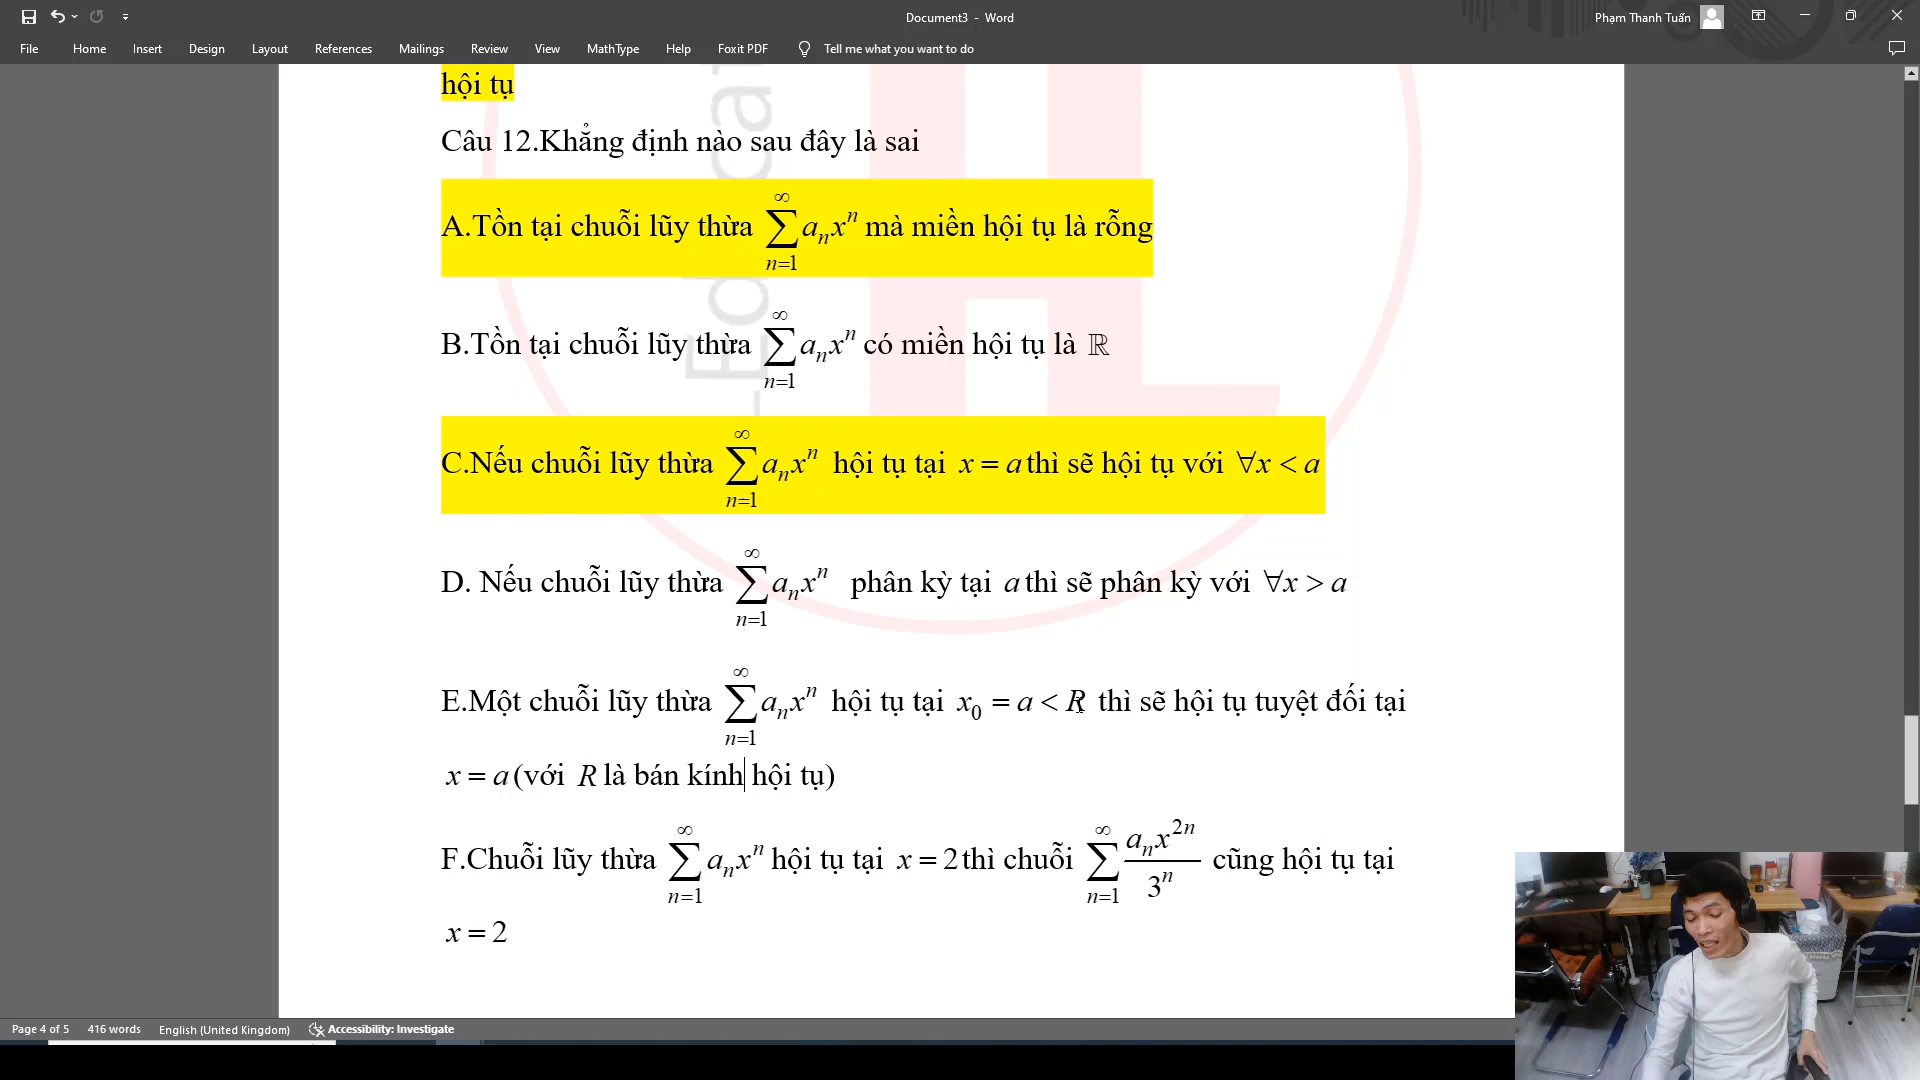 Document3 - Word
Phạm Thanh Tuấn
File Home Insert Design Layout References Mailings Review View MathType Help Foxit PDF Tell me what you want to do
hội tụ
Câu 12.Khẳng định nào sau đây là sai
A.Tồn tại chuỗi lũy thừa ∑_{n=1}^{∞} a_n x^n mà miền hội tụ là rỗng
B.Tồn tại chuỗi lũy thừa ∑_{n=1}^{∞} a_n x^n có miền hội tụ là ℝ
C.Nếu chuỗi lũy thừa ∑_{n=1}^{∞} a_n x^n hội tụ tại x = a thì sẽ hội tụ với ∀x < a
D. Nếu chuỗi lũy thừa ∑_{n=1}^{∞} a_n x^n phân kỳ tại a thì sẽ phân kỳ với ∀x > a
E.Một chuỗi lũy thừa ∑_{n=1}^{∞} a_n x^n hội tụ tại x_0 = a < R thì sẽ hội tụ tuyệt đối tại
x = a (với R là bán kính hội tụ)
F.Chuỗi lũy thừa ∑_{n=1}^{∞} a_n x^n hội tụ tại x = 2 thì chuỗi ∑_{n=1}^{∞} a_n x^{2n} / 3^n cũng hội tụ tại
x = 2
Page 4 of 5 416 words English (United Kingdom) Accessibility: Investigate